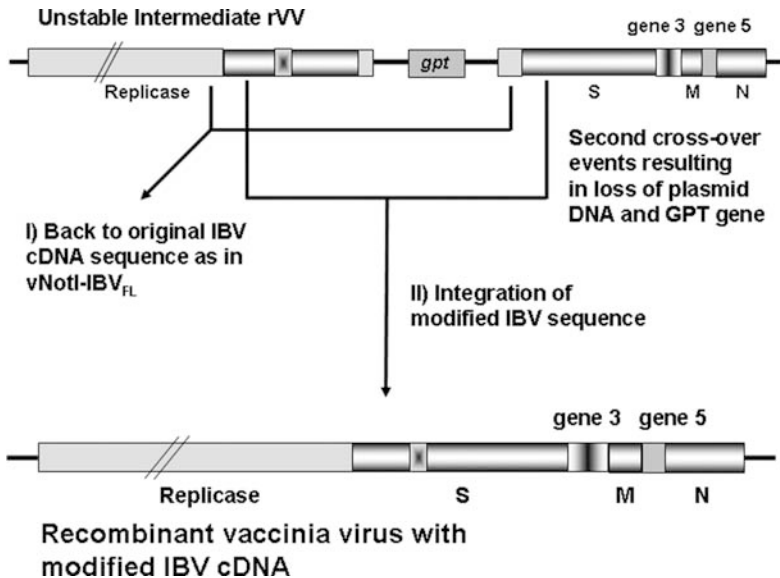 Unstable Intermediate rVV
gene 3 gene 5
gpt
Replicase
S
M
N
Second cross-over
events resulting
in loss of plasmid
DNA and GPT gene
I) Back to original IBV
cDNA sequence as in
vNotI-IBVFL
II) Integration of
modified IBV sequence
gene 3 gene 5
Replicase
S
M
N
Recombinant vaccinia virus with
modified IBV cDNA